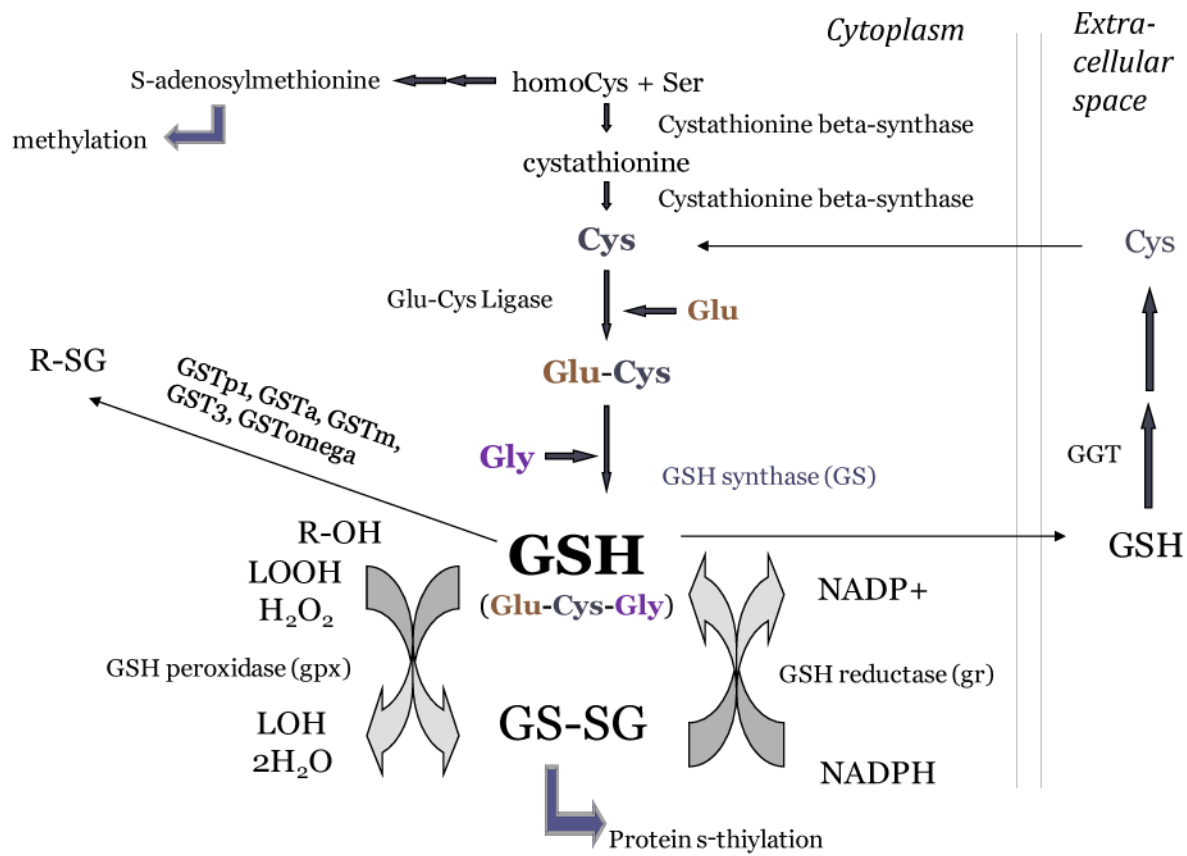 Cytoplasm
Extra-
cellular
space
S-adenosylmethionine
homoCys + Ser
methylation
Cystathionine beta-synthase
cystathionine
Cystathionine beta-synthase
Cys
Cys
Glu-Cys Ligase
Glu
R-SG
GSTp1, GSTa, GSTm,
GST3, GSTomega
Glu-Cys
Gly
GSH synthase (GS)
GGT
R-OH
GSH
GSH
LOOH
H₂O₂
(Glu-Cys-Gly)
NADP+
GSH peroxidase (gpx)
GSH reductase (gr)
LOH
2H₂O
GS-SG
NADPH
Protein s-thiylation